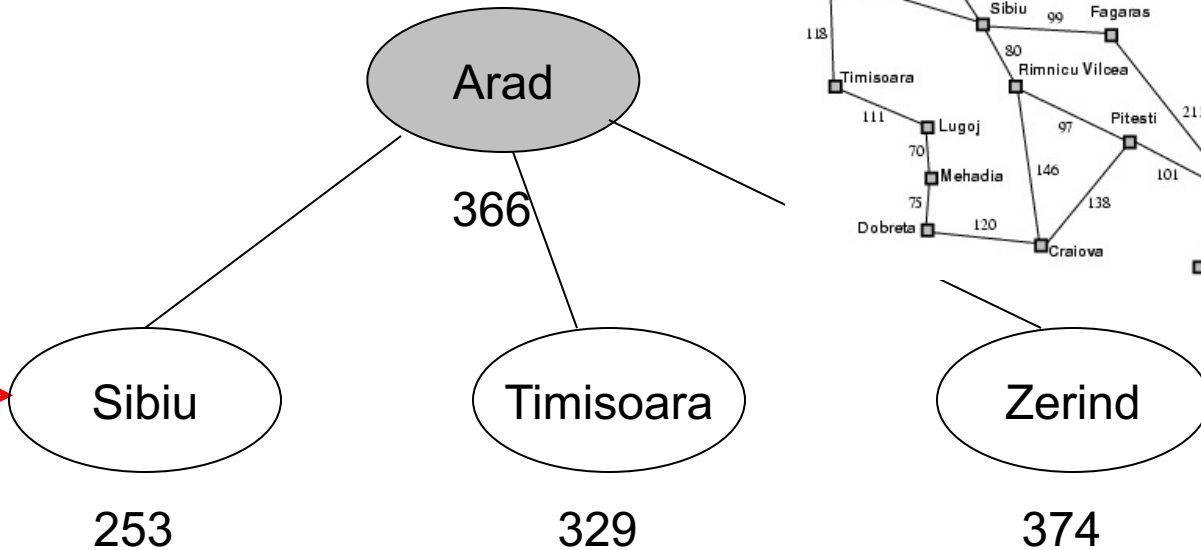 Arad
366
Sibiu
Timisoara
Zerind
253
329
374
Sibiu
99
Fagaras
118
80
Timisoara
Rimnicu Vilcea
111
Lugoj
97
Pitesti
70
Mehadia
146
101
75
138
Dobreta
120
Craiova